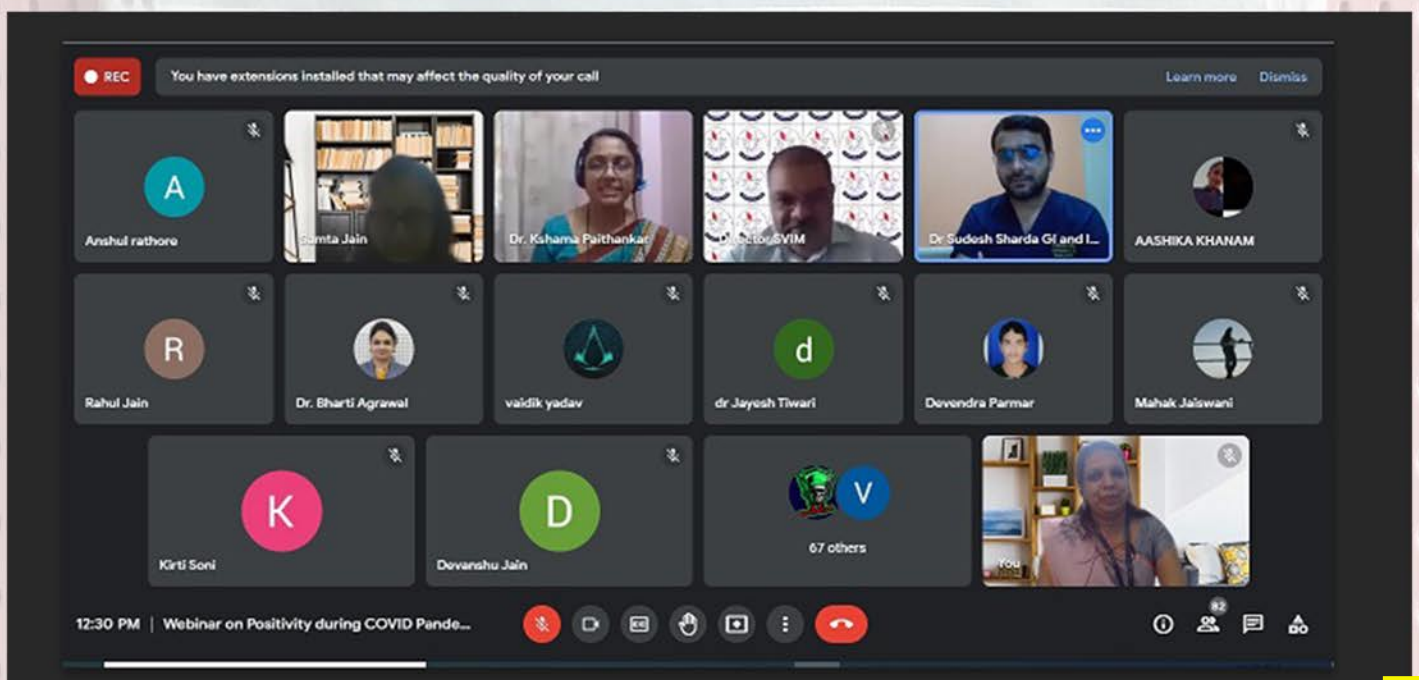 REC
You have extensions installed that may affect the quality of your call
Learn more Dismiss
A
Anshul rathore
Samta Jain
Dr. Kshama Paithankar
Director SVIM
Dr Sudesh Sharda GI and I...
AASHIKA KHANAM
R
Rahul Jain
Dr. Bharti Agrawal
vaidik yadav
d
dr Jayesh Tiwari
Devendra Parmar
Mahak Jaiswani
K
Kirti Soni
D
Devanshu Jain
V
67 others
You
12:30 PM | Webinar on Positivity during COVID Pande...
82